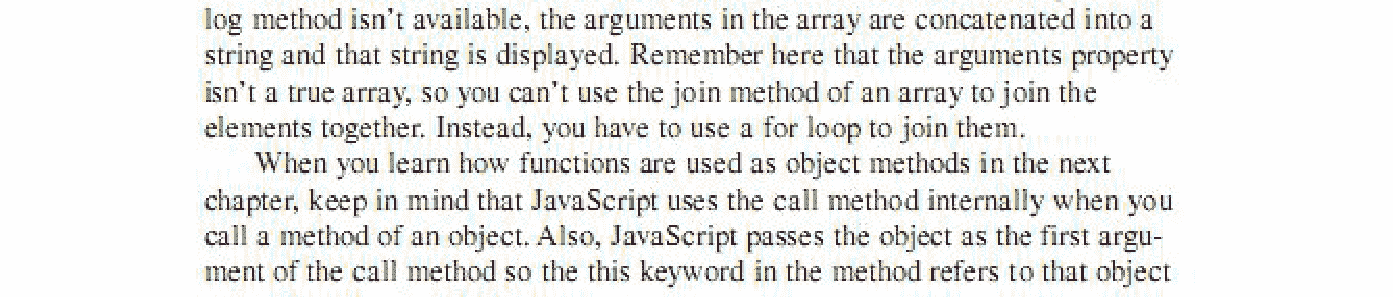 log method isn't available, the arguments in the array are concatenated into a
string and that string is displayed. Remember here that the arguments property
isn't a true array, so you can't use the join method of an array to join the
elements together. Instead, you have to use a for loop to join them.
When you learn how functions are used as object methods in the next
chapter, keep in mind that JavaScript uses the call method internally when you
call a method of an object. Also, JavaScript passes the object as the first argu-
ment of the call method so the this keyword in the method refers to that object